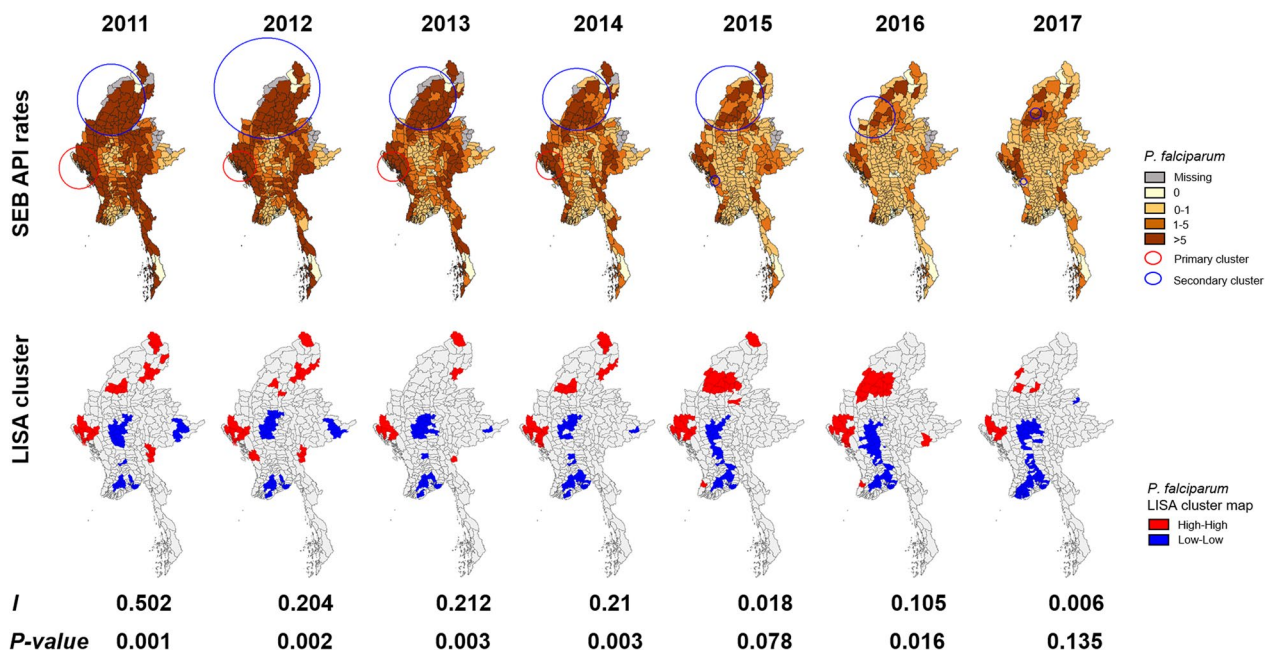 2011 2012 2013 2014 2015 2016 2017
SEB API rates
P. falciparum
Missing
0
0-1
1-5
>5
Primary cluster
Secondary cluster
LISA cluster
P. falciparum
LISA cluster map
High-High
Low-Low
I 0.502 0.204 0.212 0.21 0.018 0.105 0.006
P-value 0.001 0.002 0.003 0.003 0.078 0.016 0.135